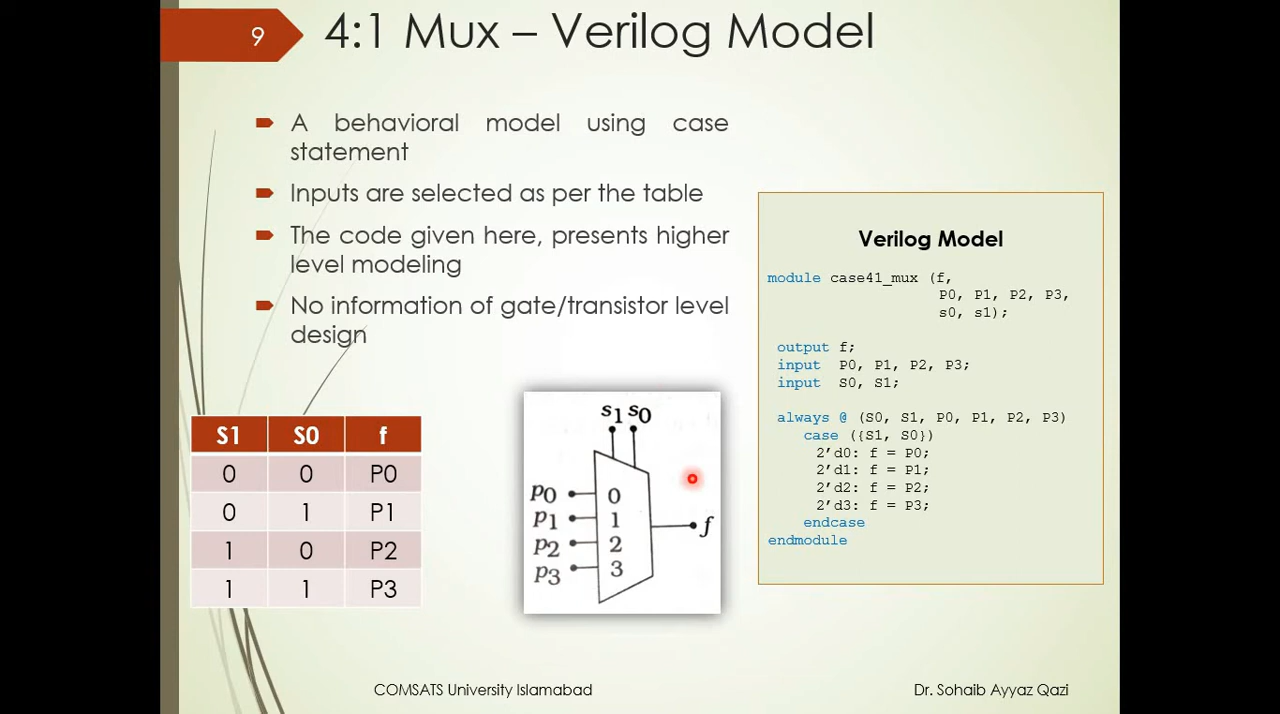 9
4:1 Mux – Verilog Model
A behavioral model using case
statement
Inputs are selected as per the table
The code given here, presents higher
level modeling
No information of gate/transistor level
design
S1 S0 f
0 0 P0
0 1 P1
1 0 P2
1 1 P3
s1 s0
p0 0
p1 1
p2 2
p3 3
f
Verilog Model
module case41_mux (f,
P0, P1, P2, P3,
s0, s1);
output f;
input P0, P1, P2, P3;
input S0, S1;
always @ (S0, S1, P0, P1, P2, P3)
case ({S1, S0})
2’d0: f = P0;
2’d1: f = P1;
2’d2: f = P2;
2’d3: f = P3;
endcase
endmodule
COMSATS University Islamabad
Dr. Sohaib Ayyaz Qazi